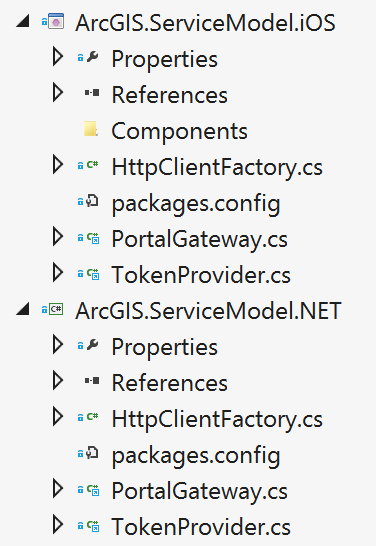 ArcGIS.ServiceModel.iOS
Properties
References
Components
C# HttpClientFactory.cs
packages.config
C# PortalGateway.cs
C# TokenProvider.cs
C# ArcGIS.ServiceModel.NET
Properties
References
C# HttpClientFactory.cs
packages.config
C# PortalGateway.cs
C# TokenProvider.cs